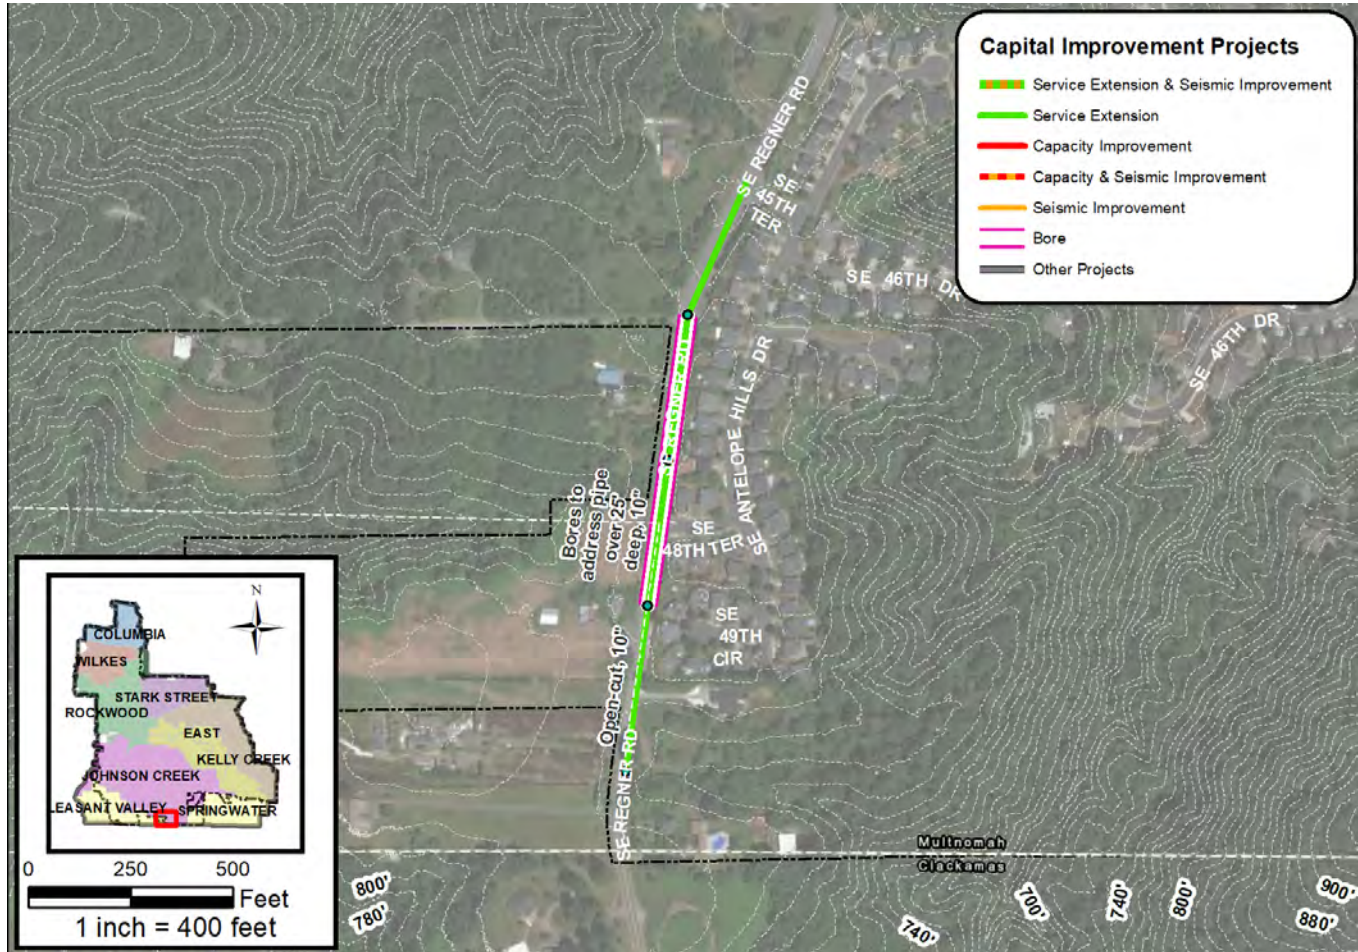 Capital Improvement Projects
Service Extension & Seismic Improvement
Service Extension
Capacity Improvement
Capacity & Seismic Improvement
Seismic Improvement
Bore
Other Projects
SE REGNER RD
SE
45TH
TER
SE 46TH DR
SE 46TH DR
SE REGNER RD
SE ANTELOPE HILLS DR
Bores to
address pipe
over 25'
deep, 10"
SE
48TH TER
SE
49TH
CIR
Open-cut, 10"
SE REGNER RD
Multnomah
Clackamas
800'
780'
740'
700'
740'
800'
900'
880'
N
COLUMBIA
WILKES
STARK STREET
ROCKWOOD
EAST
KELLY CREEK
JOHNSON CREEK
LEASANT VALLEY
SPRINGWATER
0 250 500
Feet
1 inch = 400 feet